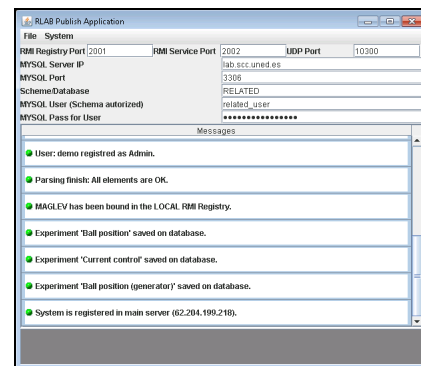 RLAB Publish Application
File System
RMI Registry Port 2001 RMI Service Port 2002 UDP Port 10300
MYSQL Server IP lab.scc.uned.es
MYSQL Port 3306
Scheme/Database RELATED
MYSQL User (Schema autorized) related_user
MYSQL Pass for User ●●●●●●●●●●●●●●●●
Messages
User: demo registred as Admin.
Parsing finish: All elements are OK.
MAGLEV has been bound in the LOCAL RMI Registry.
Experiment 'Ball position' saved on database.
Experiment 'Current control' saved on database.
Experiment 'Ball position (generator)' saved on database.
System is registered in main server (62.204.199.218).